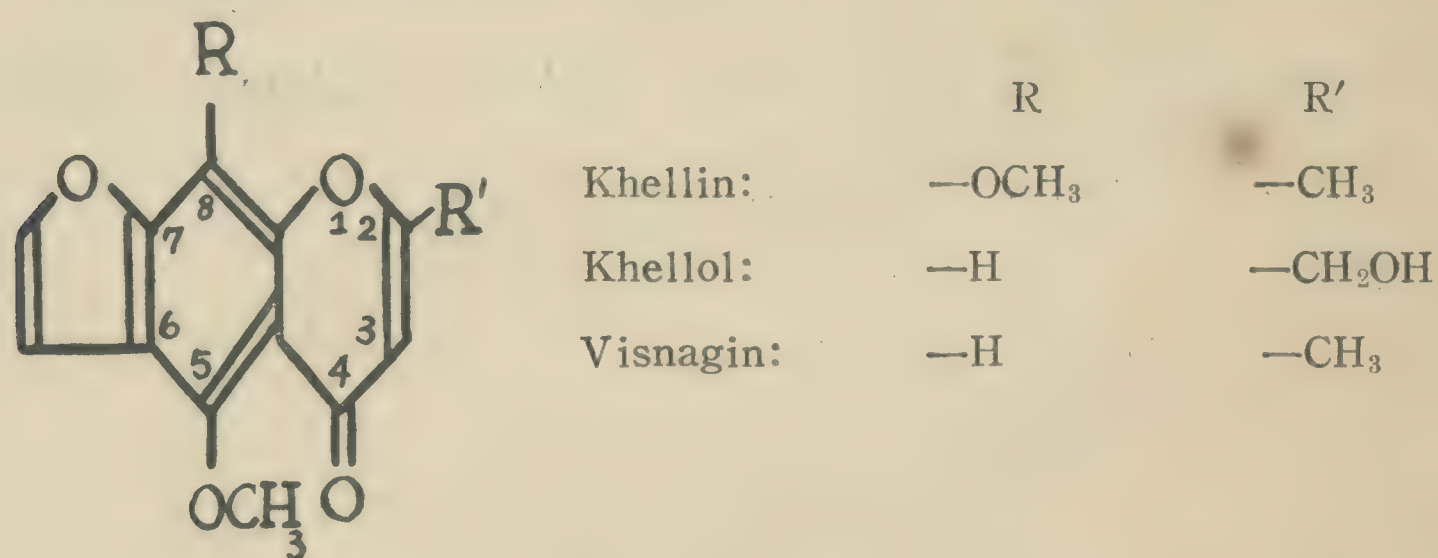 R
R R′
O O
8 1 2 R′
Khellin: —OCH₃ —CH₃
7
Khellol: —H —CH₂OH
6 3
5 4
Visnagin: —H —CH₃
OCH₃ O